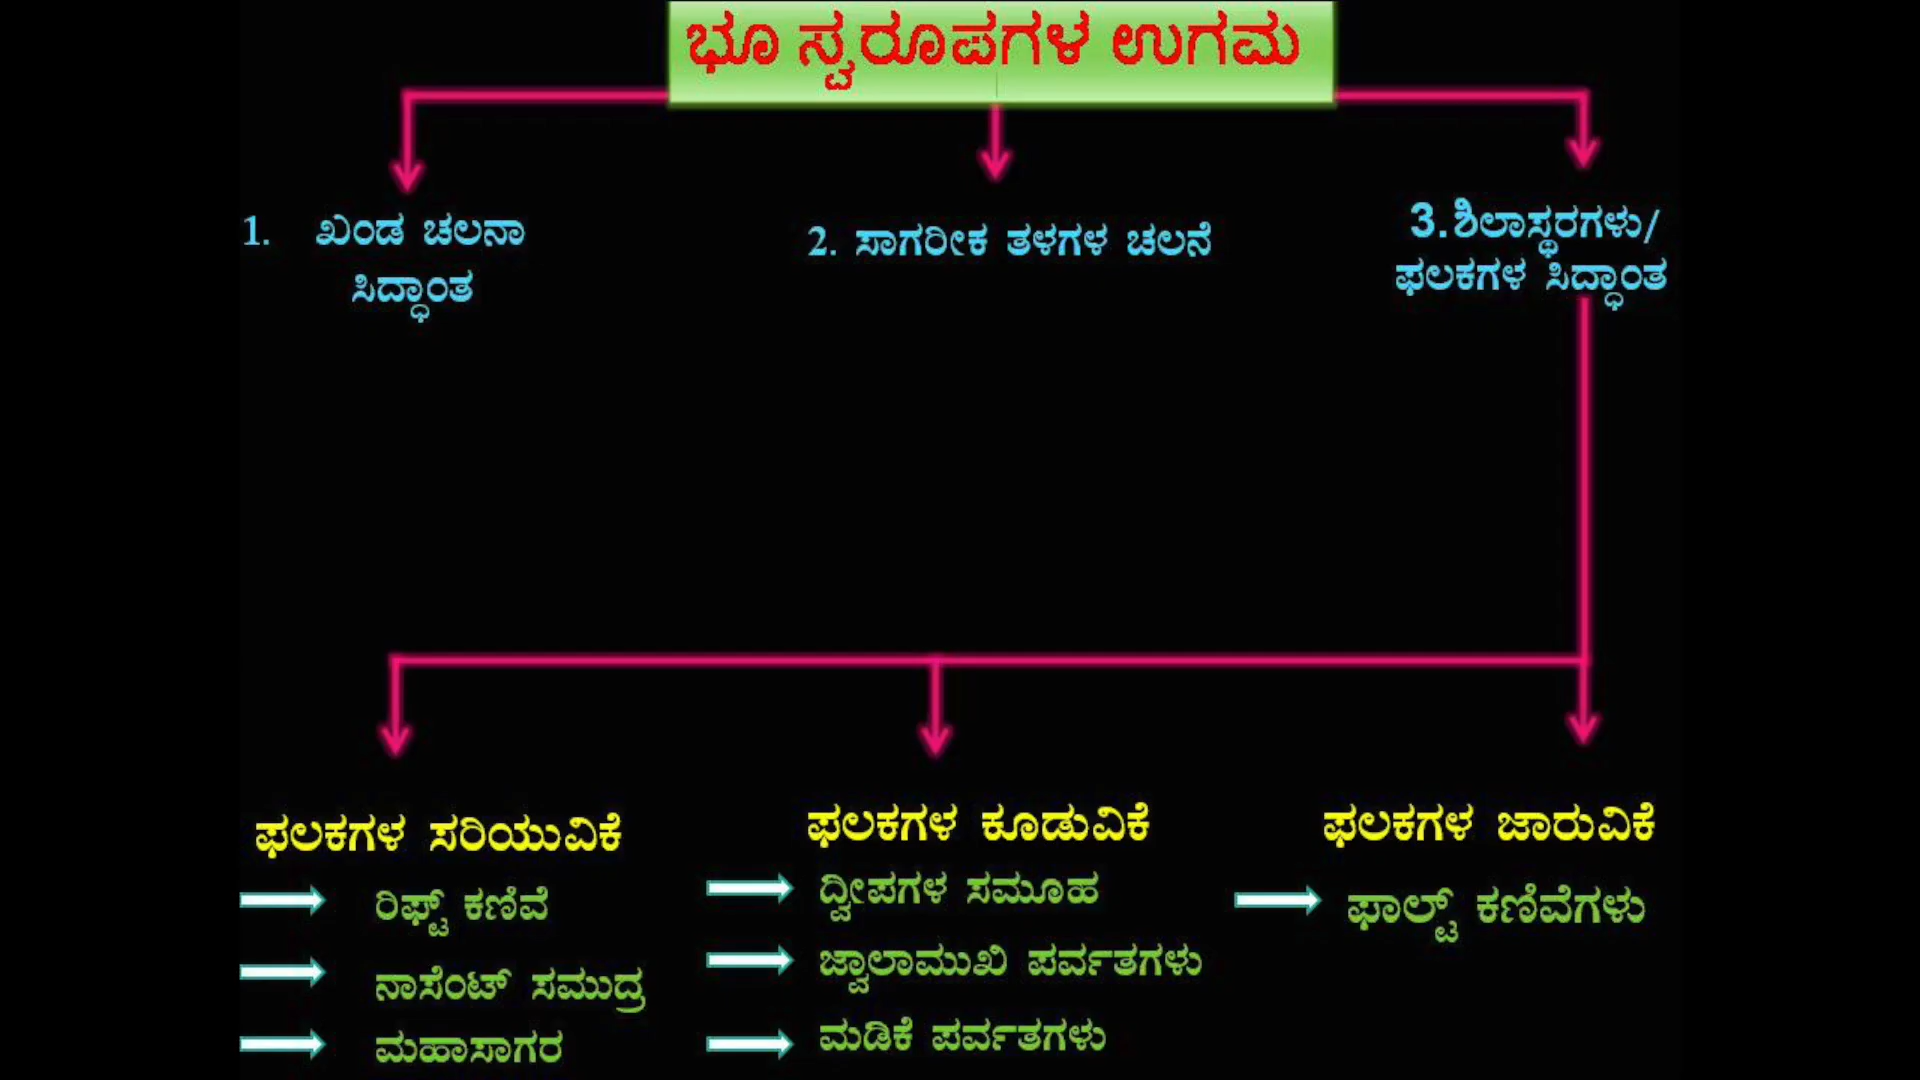 ಭೂ ಸ್ವರೂಪಗಳ ಉಗಮ
1. ಖಂಡ ಚಲನಾ
ಸಿದ್ಧಾಂತ
2. ಸಾಗರೀಕ ತಳಗಳ ಚಲನೆ
3.ಶಿಲಾಸ್ಥರಗಳು/
ಫಲಕಗಳ ಸಿದ್ಧಾಂತ
ಫಲಕಗಳ ಸರಿಯುವಿಕೆ
ರಿಫ್ಟ್ ಕಣಿವೆ
ನಾಸೆಂಟ್ ಸಮುದ್ರ
ಮಹಾಸಾಗರ
ಫಲಕಗಳ ಕೂಡುವಿಕೆ
ದ್ವೀಪಗಳ ಸಮೂಹ
ಜ್ವಾಲಾಮುಖಿ ಪರ್ವತಗಳು
ಮಡಿಕೆ ಪರ್ವತಗಳು
ಫಲಕಗಳ ಜಾರುವಿಕೆ
ಫಾಲ್ಟ್ ಕಣಿವೆಗಳು